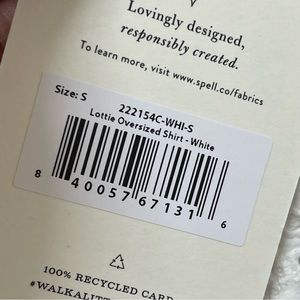 Lovingly designed,
responsibly created.
To learn more, visit www.spell.co/fabrics
Size: S
222154C-WHI-S
Lottie Oversized Shirt - White
8 40057 67131 6
100% RECYCLED CARD